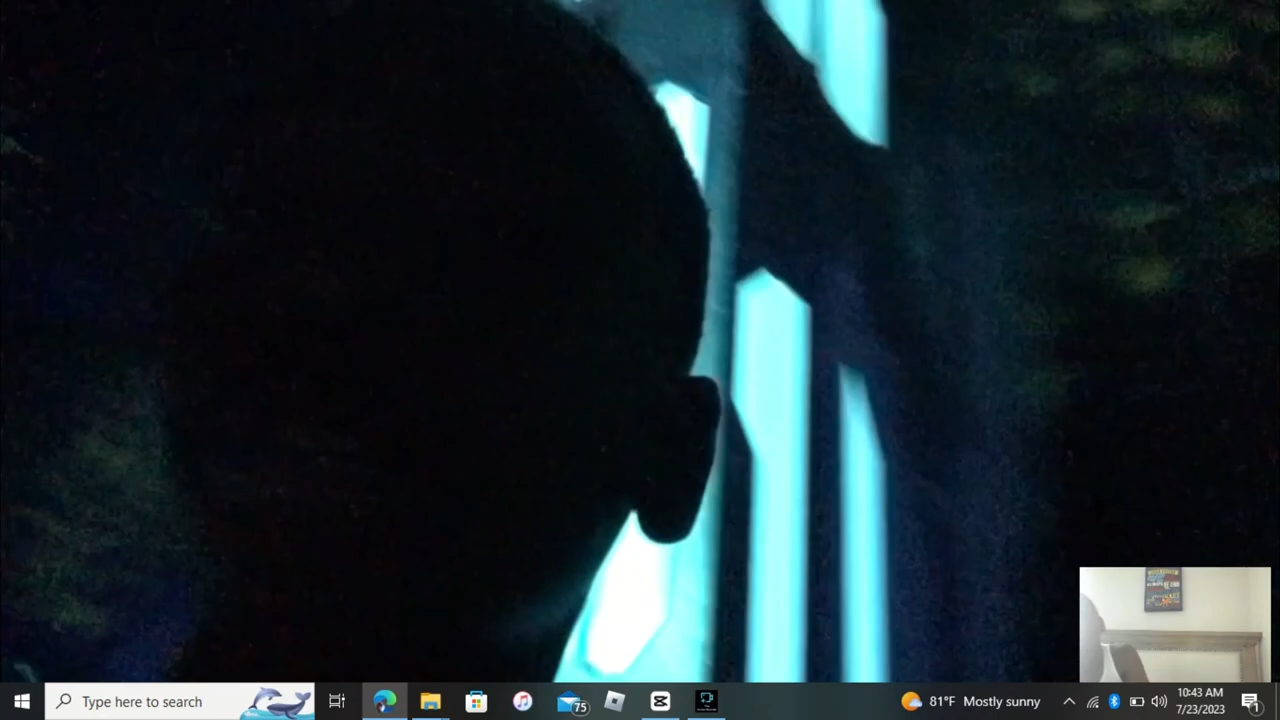 Type here to search
75
81°F Mostly sunny
10:43 AM
7/23/2023
1